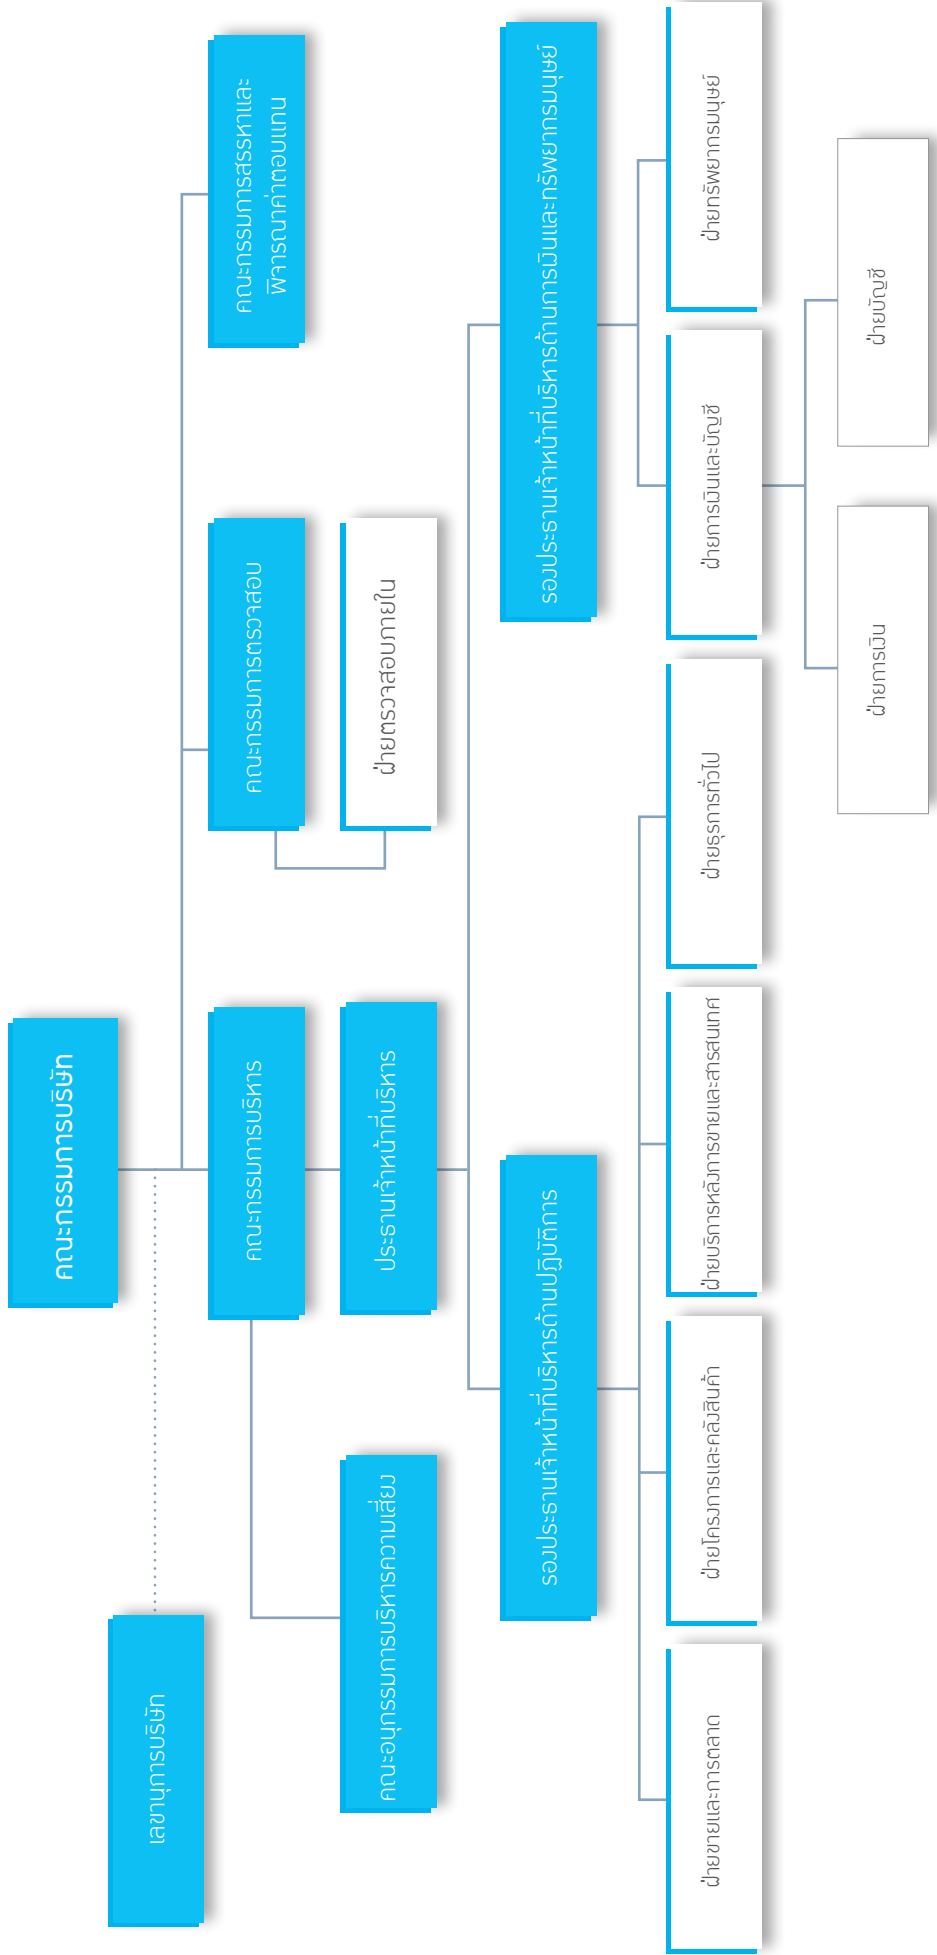 คณะกรรมการบริษัท
เลขานุการบริษัท
คณะกรรมการบริหาร
คณะกรรมการตรวจสอบ
คณะกรรมการสรรหาและ
พิจารณาค่าตอบแทน
คณะอนุกรรมการบริหารความเสี่ยง
ประธานเจ้าหน้าที่บริหาร
ฝ่ายตรวจสอบภายใน
รองประธานเจ้าหน้าที่บริหารด้านปฏิบัติการ
รองประธานเจ้าหน้าที่บริหารด้านการเงินและทรัพยากรมนุษย์
ฝ่ายขายและการตลาด
ฝ่ายโครงการและคลังสินค้า
ฝ่ายบริการหลังการขายและสารสนเทศ
ฝ่ายธุรการทั่วไป
ฝ่ายการเงินและบัญชี
ฝ่ายทรัพยากรมนุษย์
ฝ่ายการเงิน
ฝ่ายบัญชี